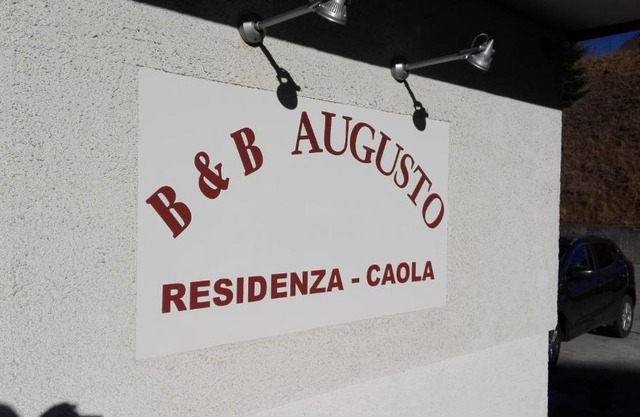 B & B AUGUSTO
RESIDENZA - CAOLA